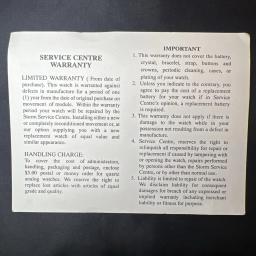 SERVICE CENTRE
WARRANTY
LIMITED WARRANTY ( From date of
purchase). This watch is warranted against
defects in manufacture for a period of one
(1) year from the date of original purchase on
movement of module. Within the warranty
period your watch will be repaired by the
Storm Service Centre. Installing either a new
or completely reconditioned movement or, at
our option supplying you with a new
replacement watch of equal value and
similar appearance.
HANDLING CHARGE:
To cover the cost of administration,
handling, packaging and postage, enclose
£3.00 postal or money order for quartz
analog watches. We reserve the right to
replace lost articles with articles of equal
grade and quality.
IMPORTANT
1. This warranty does not cover the battery,
crystal, bracelet, strap, buttons and
crowns, periodic cleaning, cases, or
plating of your watch.
2. Unless you indicate to the contrary, you
agree to pay the cost of a replacement
battery for your watch if in Service
Centre's opinion, a replacement battery
is required.
3. This warranty does not apply if there is
damage to the watch while in your
possession not resulting from a defect in
manufacture.
4. Service Centre, reserves the right to
relinquish all responsibility for repair or
replacement if caused by tampering with
or opening the watch, repairs performed
by persons other than the Storm Service
Centre, or by other than normal use.
5. Liability is limited to repair of the watch
We disclaim liability for consequent
damages for breach of any expressed or
implied warranty including merchant
liability or fitness for purpose.